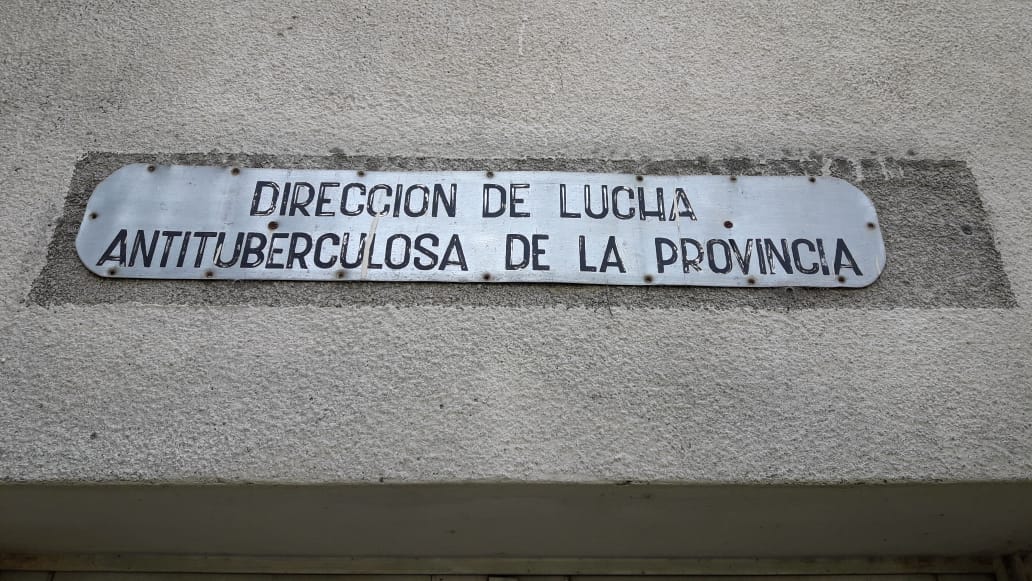 DIRECCION DE LUCHA
ANTITUBERCULOSA DE LA PROVINCIA